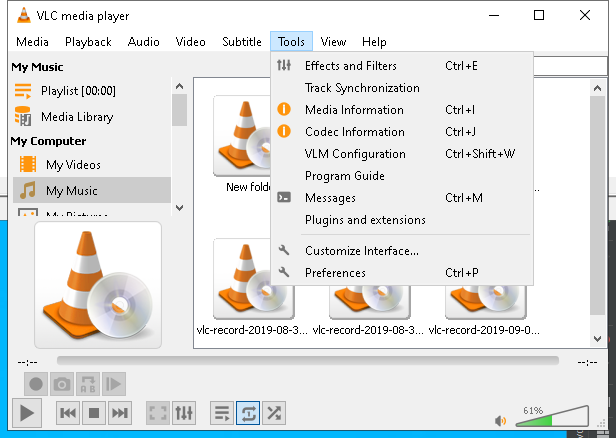 VLC media player
Media Playback Audio Video Subtitle Tools View Help
My Music
Playlist [00:00]
Media Library
My Computer
My Videos
My Music
My Pictures
Effects and Filters Ctrl+E
Track Synchronization
Media Information Ctrl+I
Codec Information Ctrl+J
VLM Configuration Ctrl+Shift+W
Program Guide
Messages Ctrl+M
Plugins and extensions
Customize Interface...
Preferences Ctrl+P
New folde
...
vlc-record-2019-08-3... vlc-record-2019-08-3... vlc-record-2019-09-0...
--:-- --:--
A B
61%